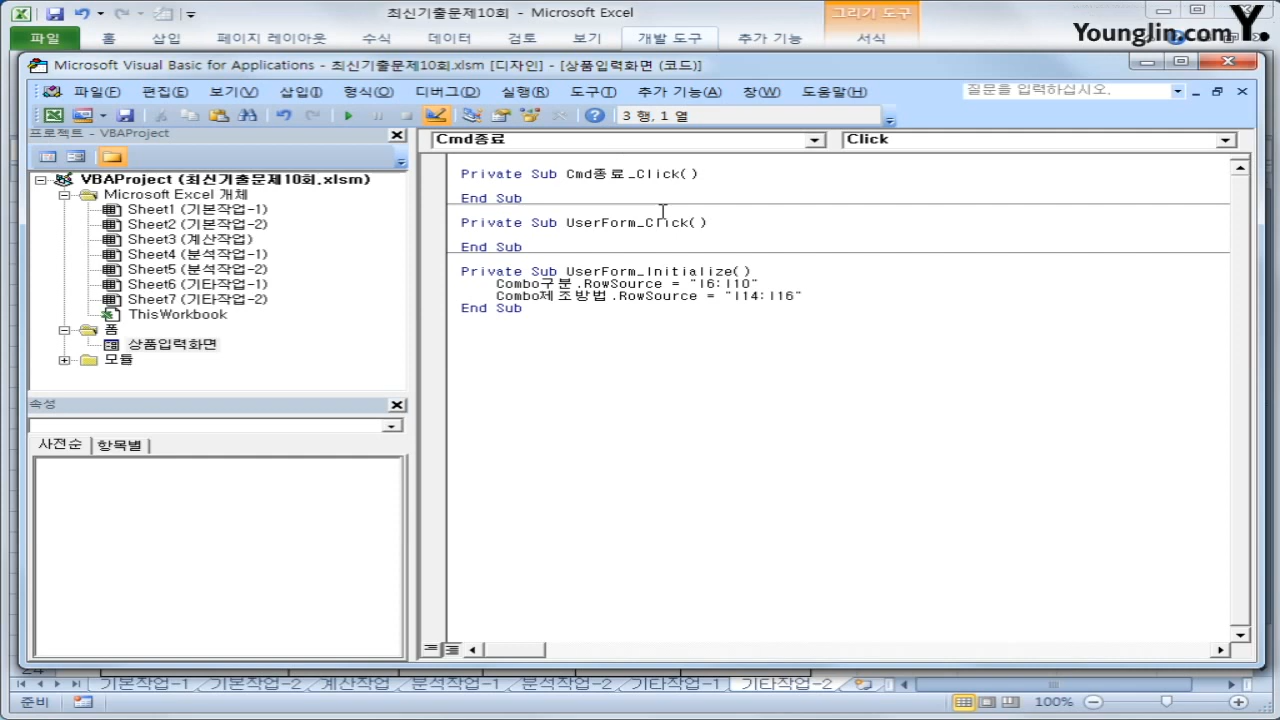 최신기출문제10회 - Microsoft Excel
그리기 도구
파일 홈 삽입 페이지 레이아웃 수식 데이터 검토 보기 개발 도구 추가 기능 서식
Younglin.com Y.
Microsoft Visual Basic for Applications - 최신기출문제10회.xlsm [디자인] - [상품입력화면 (코드)]
파일(F) 편집(E) 보기(V) 삽입(I) 형식(O) 디버그(D) 실행(R) 도구(T) 추가 기능(A) 창(W) 도움말(H) 질문을 입력하십시오.
3 행, 1 열
프로젝트 - VBAProject
VBAProject (최신기출문제10회.xlsm)
Microsoft Excel 개체
Sheet1 (기본작업-1)
Sheet2 (기본작업-2)
Sheet3 (계산작업)
Sheet4 (분석작업-1)
Sheet5 (분석작업-2)
Sheet6 (기타작업-1)
Sheet7 (기타작업-2)
ThisWorkbook
폼
상품입력화면
모듈
속성
사전순 항목별
Cmd종료 Click
Private Sub Cmd종료_Click()
End Sub
Private Sub UserForm_Click()
End Sub
Private Sub UserForm_Initialize()
Combo구분.RowSource = "I6:I10"
Combo제조방법.RowSource = "I14:I16"
End Sub
기본작업-1 기본작업-2 계산작업 분석작업-1 분석작업-2 기타작업-1 기타작업-2
준비 100%